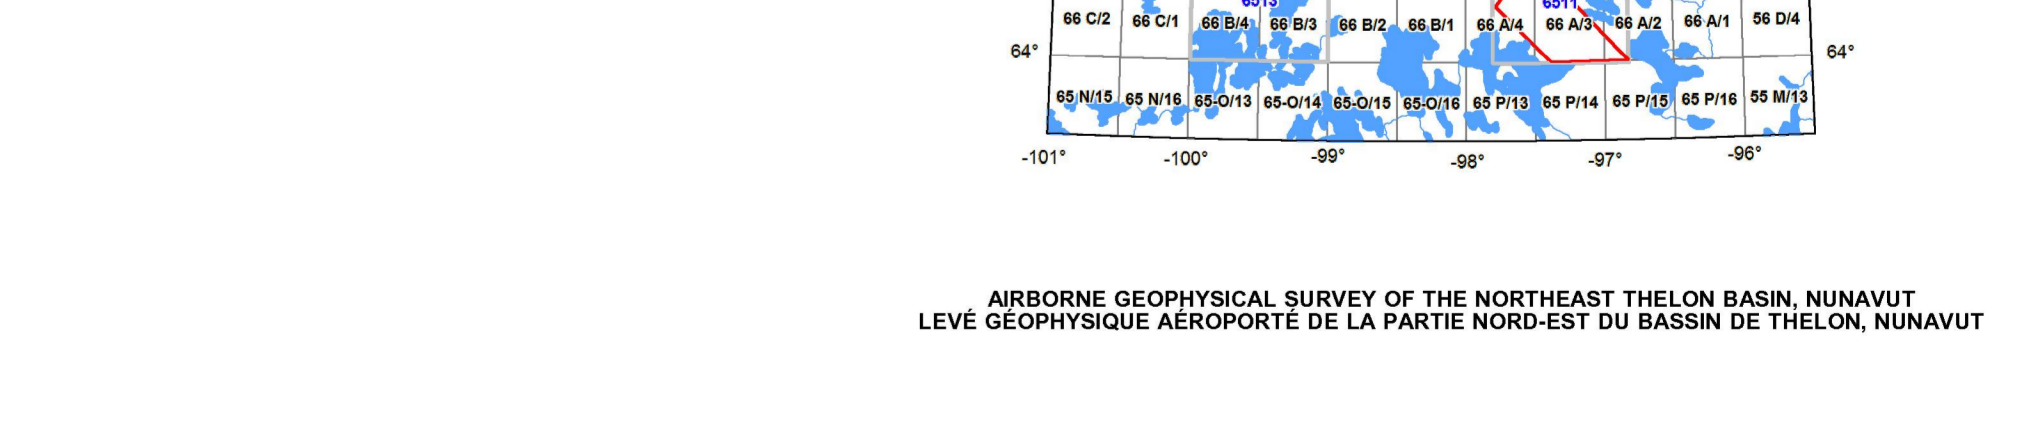 6513 6511
66 C/2 66 C/1 66 B/4 66 B/3 66 B/2 66 B/1 66 A/4 66 A/3 66 A/2 66 A/1 56 D/4
64° 64°
65 N/15 65 N/16 65-O/13 65-O/14 65-O/15 65-O/16 65 P/13 65 P/14 65 P/15 65 P/16 55 M/13
-101° -100° -99° -98° -97° -96°
AIRBORNE GEOPHYSICAL SURVEY OF THE NORTHEAST THELON BASIN, NUNAVUT
LEVÉ GÉOPHYSIQUE AÉROPORTÉ DE LA PARTIE NORD-EST DU BASSIN DE THELON, NUNAVUT